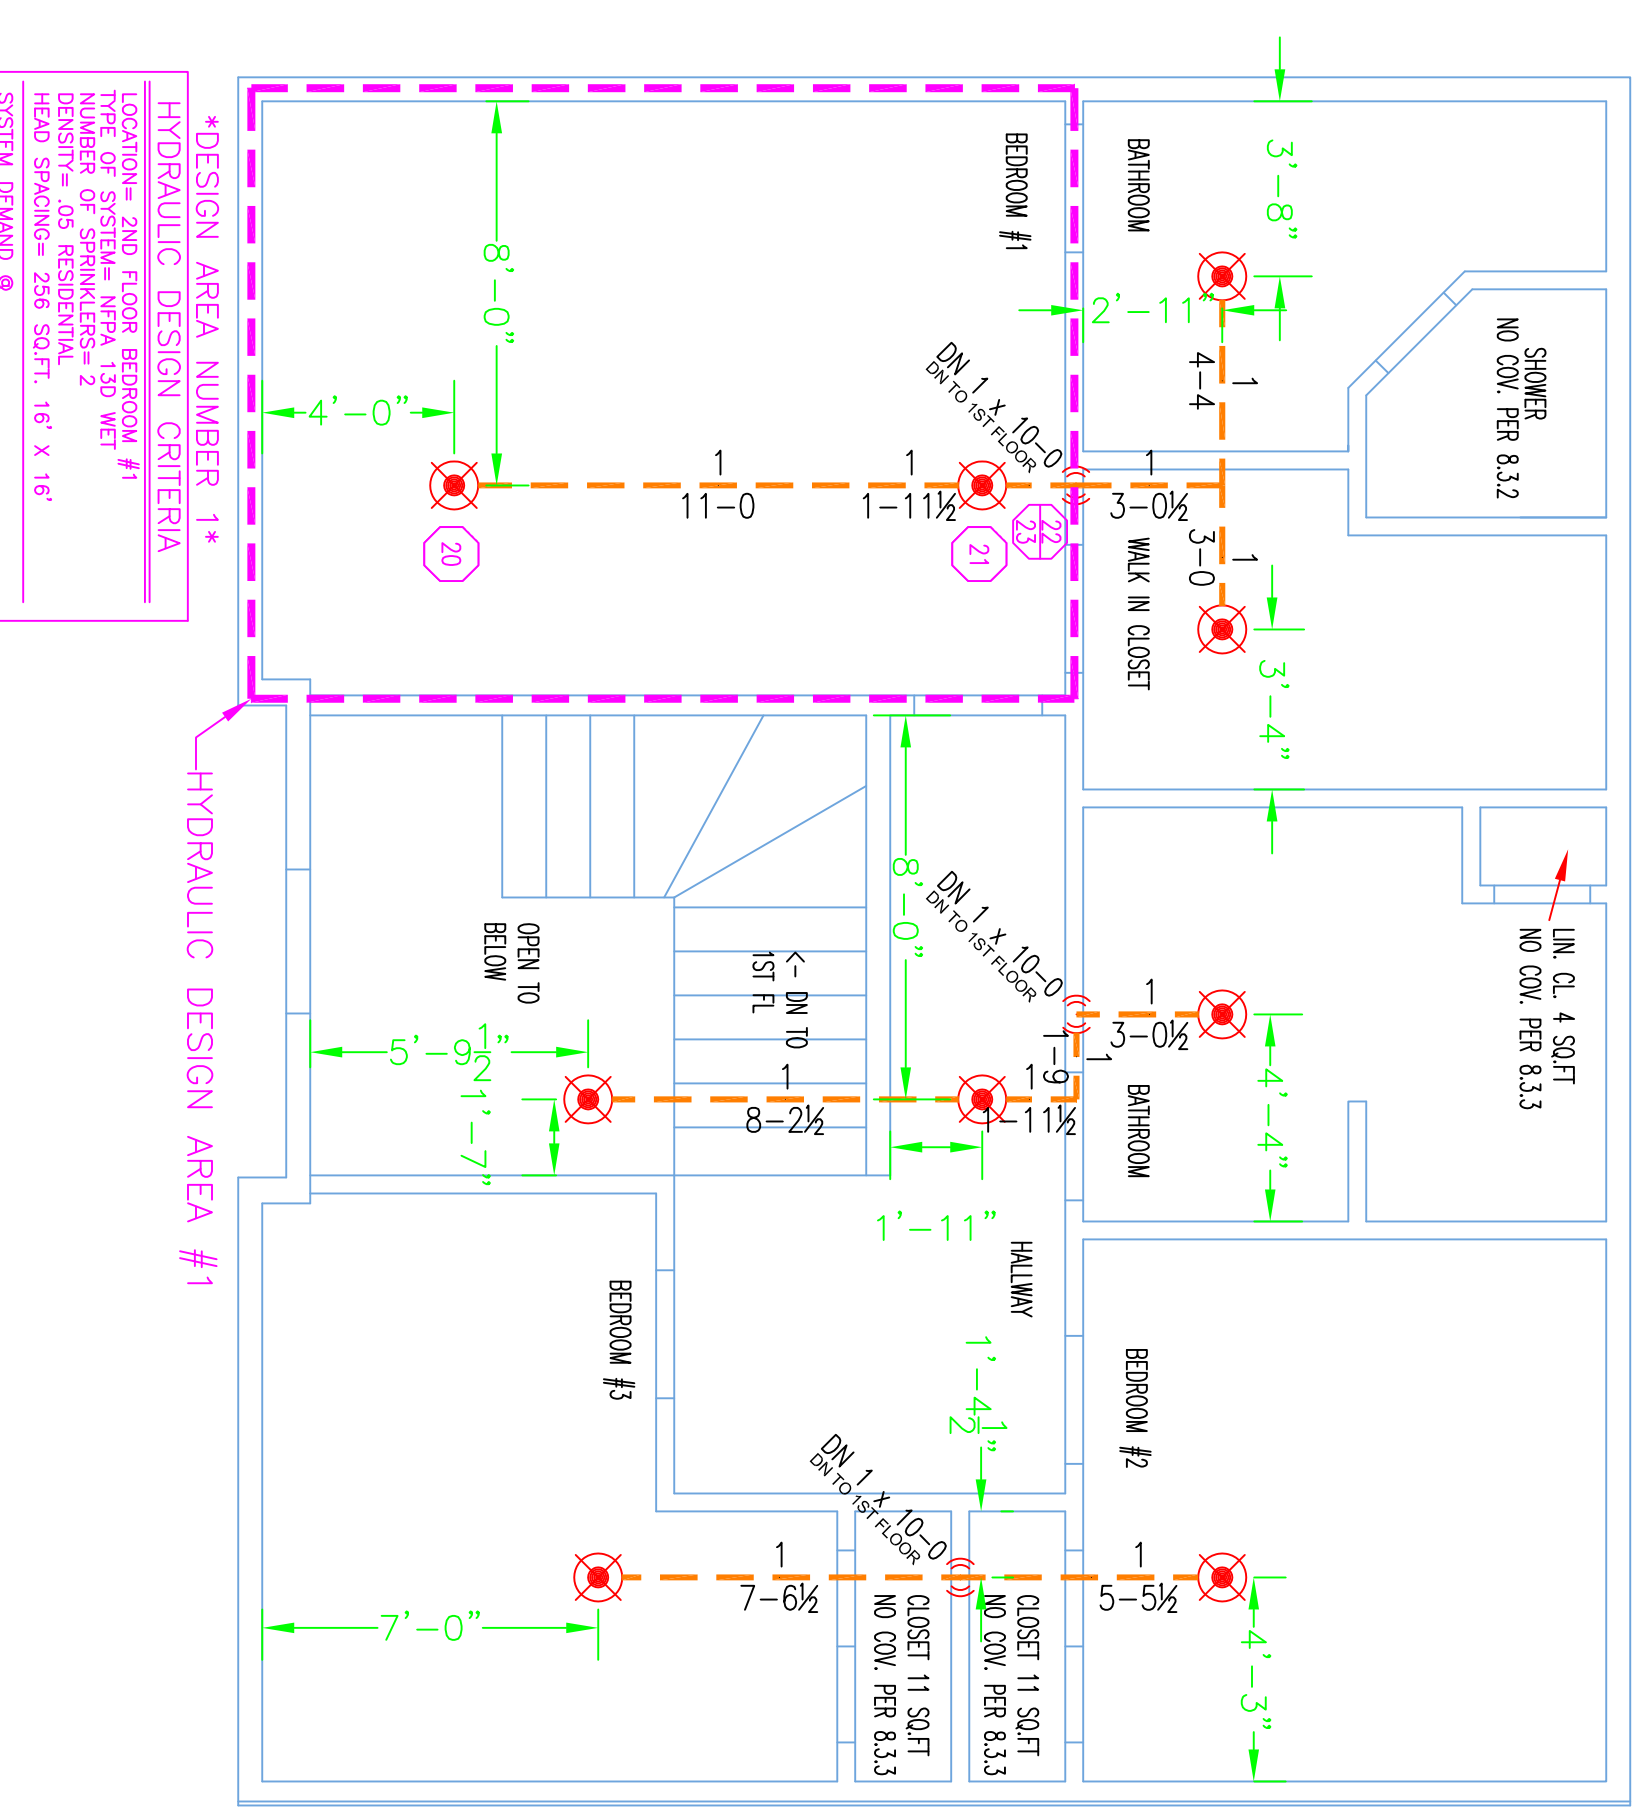 3'-8"
BATHROOM
SHOWER
NO COV. PER 8.3.2
BEDROOM #1
2'-11"
1
4-4
8'-0"
4'-0"
DN 1 x 10-0
DN TO 1ST FLOOR
1
11-0
1
1-11½
1
3-0½
1
3-0
20
21
22
23
WALK IN CLOSET
3'-4"
LIN. CL. 4 SQ.FT
NO COV. PER 8.3.3
8'-0"
DN 1 x 10-0
DN TO 1ST FLOOR
OPEN TO
BELOW
<- DN TO
1ST FL
1
3-0½
1
1-9
1
1-11½
1
8-2½
5'-9½"
1'-7"
BATHROOM
4'-4"
1'-11"
HALLWAY
BEDROOM #3
BEDROOM #2
1'-4½"
DN 1 x 10-0
DN TO 1ST FLOOR
1
7-6½
1
5-5½
CLOSET 11 SQ.FT
NO COV. PER 8.3.3
CLOSET 11 SQ.FT
NO COV. PER 8.3.3
7'-0"
4'-3"
HYDRAULIC DESIGN AREA #1
*DESIGN AREA NUMBER 1*
HYDRAULIC DESIGN CRITERIA
LOCATION= 2ND FLOOR BEDROOM #1
TYPE OF SYSTEM= NFPA 13D WET
NUMBER OF SPRINKLERS= 2
DENSITY= .05 RESIDENTIAL
HEAD SPACING= 256 SQ.FT. 16' X 16'
SYSTEM DEMAND @